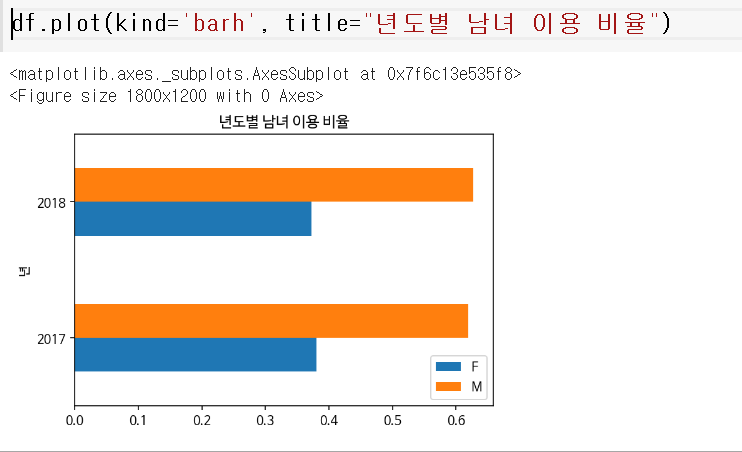 df.plot(kind='barh', title="년도별 남녀 이용 비율")
<matplotlib.axes._subplots.AxesSubplot at 0x7f6c13e535f8>
<Figure size 1800x1200 with 0 Axes>
년도별 남녀 이용 비율
2018
년
2017
F
M
0.0 0.1 0.2 0.3 0.4 0.5 0.6